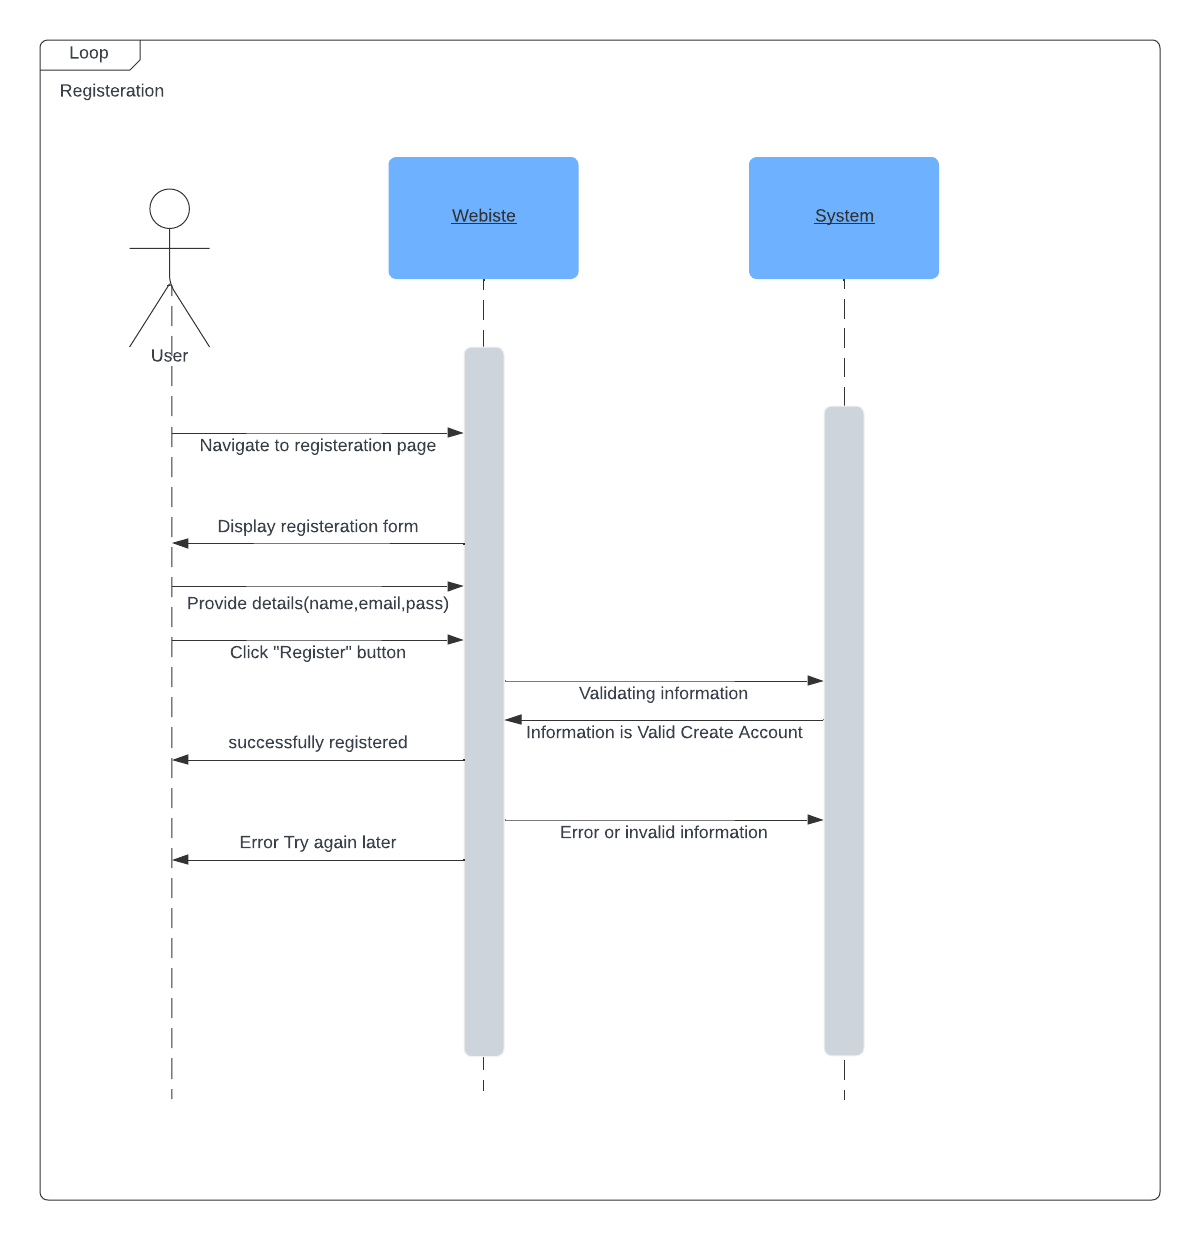 Loop
Registeration
Webiste
System
User
Navigate to registeration page
Display registeration form
Provide details(name,email,pass)
Click "Register" button
Validating information
Information is Valid Create Account
successfully registered
Error or invalid information
Error Try again later